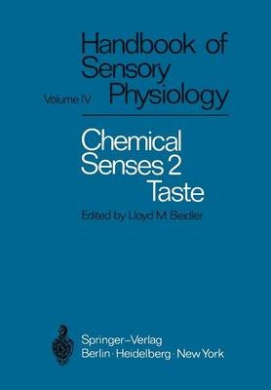 Handbook of
Sensory
Volume IV Physiology
Chemical
Senses 2
Taste
Edited by Lloyd M. Beidler
Springer-Verlag
Berlin · Heidelberg · New York